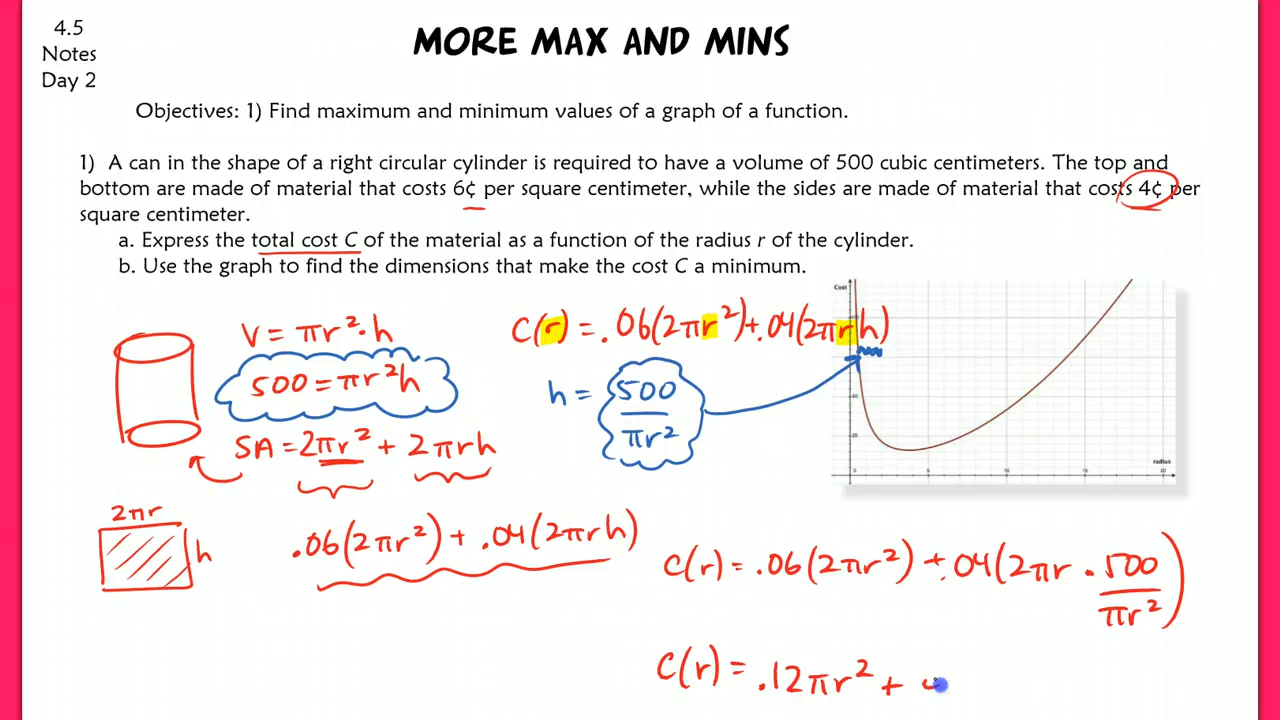 4.5
Notes
Day 2
MORE MAX AND MINS
Objectives: 1) Find maximum and minimum values of a graph of a function.
1) A can in the shape of a right circular cylinder is required to have a volume of 500 cubic centimeters. The top and
bottom are made of material that costs 6¢ per square centimeter, while the sides are made of material that costs 4¢ per
square centimeter.
a. Express the total cost C of the material as a function of the radius r of the cylinder.
b. Use the graph to find the dimensions that make the cost C a minimum.
V = πr²·h
500 = πr²h
SA = 2πr² + 2πrh
2πr
h
.06(2πr²) + .04(2πrh)
C(r) = .06(2πr²) + .04(2πrh)
h = 500
πr²
Cost
25
0 5 10 15 20
radius
C(r) = .06(2πr²) + .04(2πr · 500
πr²)
C(r) = .12πr² +